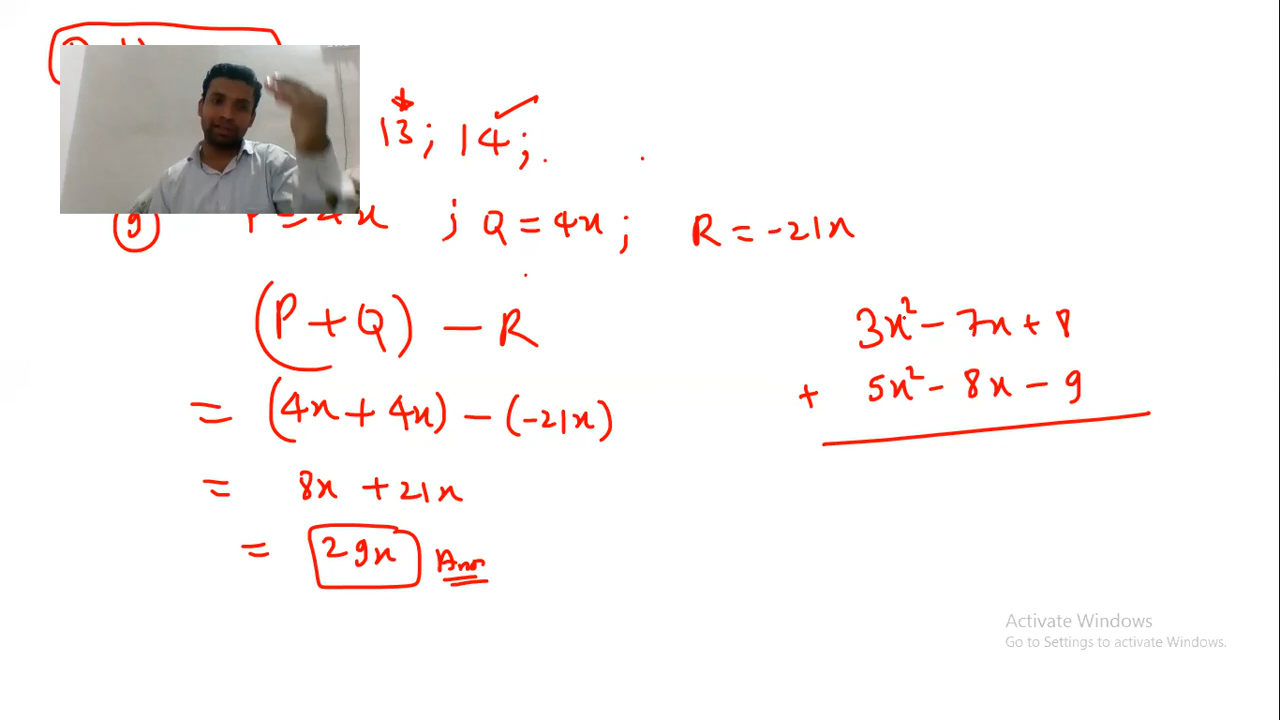 13; 14;
9 P = 4x ; Q = 4x; R = -21x
(P + Q) - R
= (4x + 4x) - (-21x)
= 8x + 21x
= 29x Ans
3x² - 7x + 8
+ 5x² - 8x - 9
Activate Windows
Go to Settings to activate Windows.